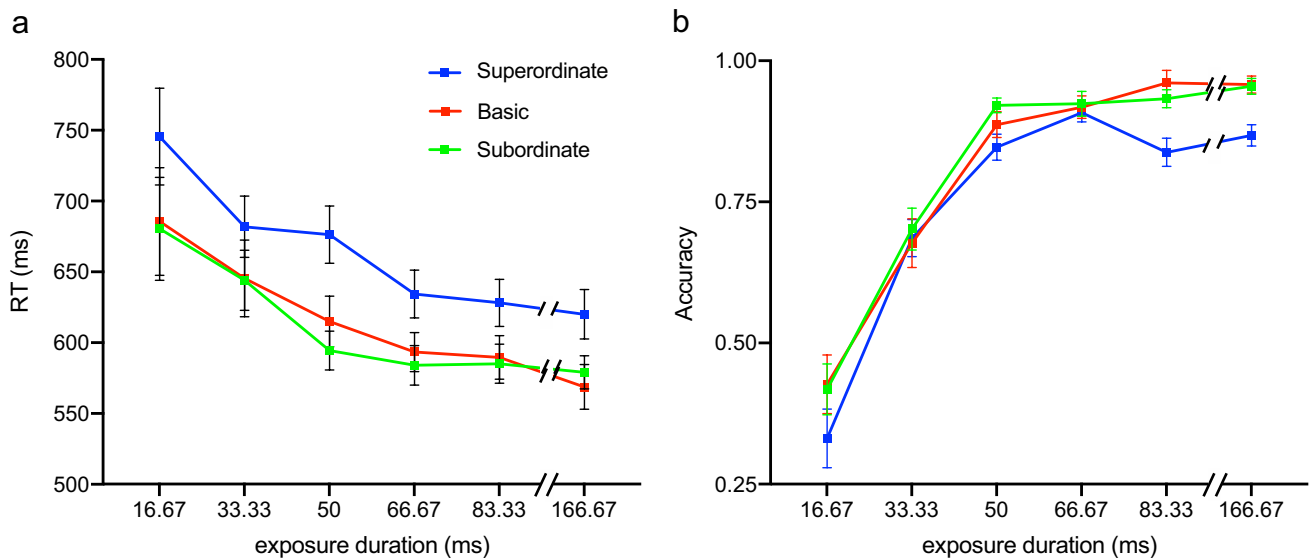 a
800
750
700
650
600
550
500
RT (ms)
Superordinate
Basic
Subordinate
16.67 33.33 50 66.67 83.33 166.67
exposure duration (ms)
b
1.00
0.75
0.50
0.25
Accuracy
16.67 33.33 50 66.67 83.33 166.67
exposure duration (ms)